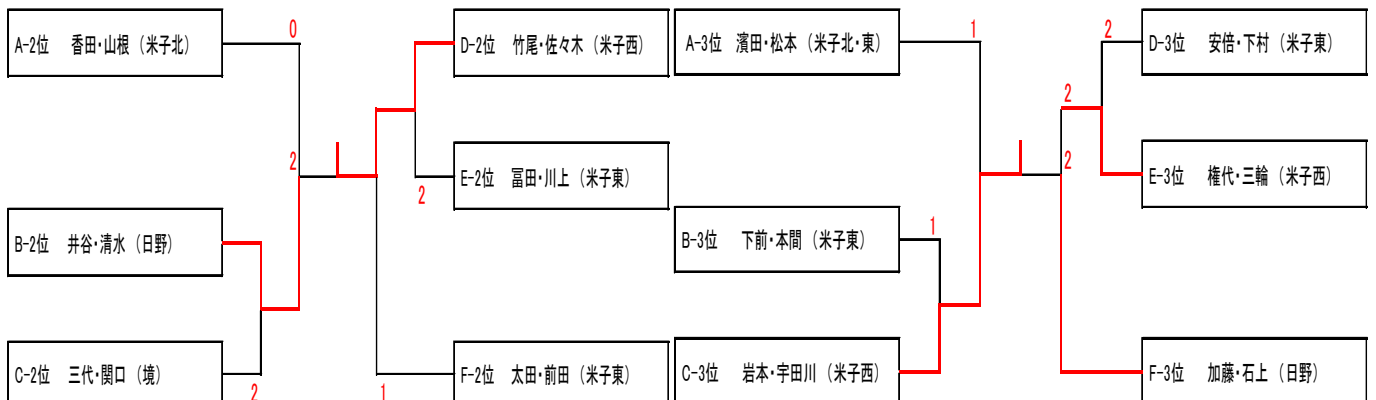 0
A-2位 香田・山根 (米子北)
D-2位 竹尾・佐々木 (米子西)
A-3位 濱田・松本 (米子北・東)
1
2
D-3位 安倍・下村 (米子東)
2
2
E-2位 冨田・川上 (米子東)
2
2
E-3位 権代・三輪 (米子西)
B-2位 井谷・清水 (日野)
B-3位 下前・本間 (米子東)
1
C-2位 三代・関口 (境)
2
F-2位 太田・前田 (米子東)
1
C-3位 岩本・宇田川 (米子西)
F-3位 加藤・石上 (日野)